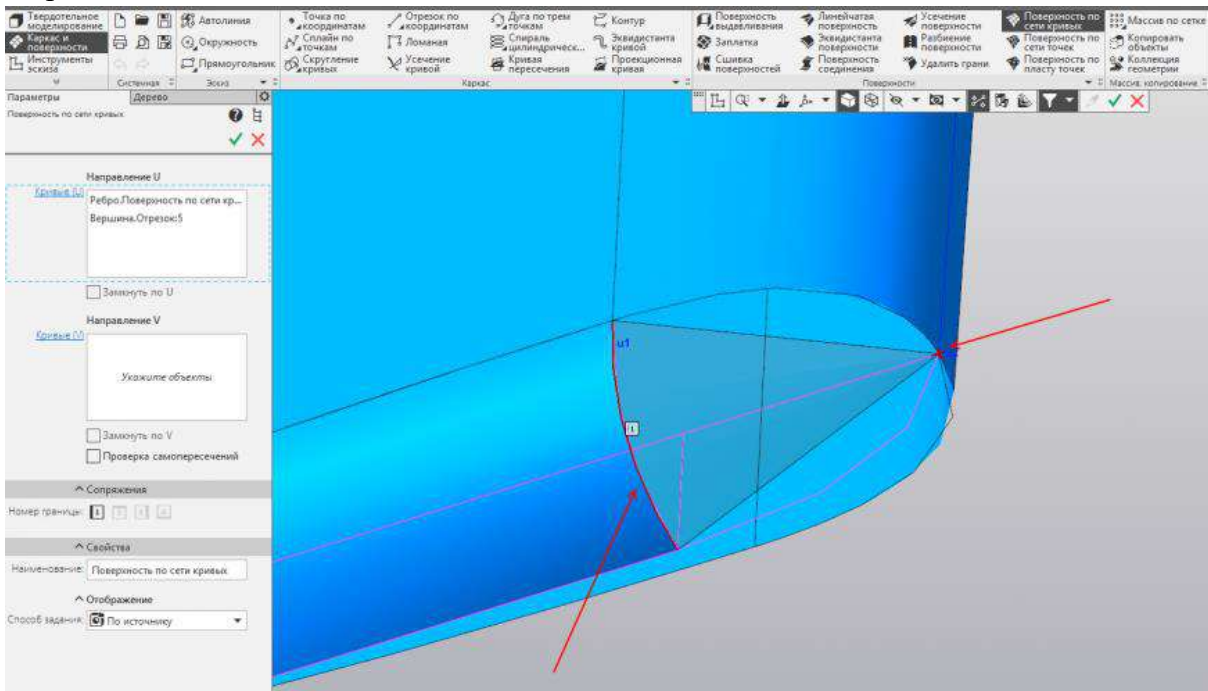 Твердотельное моделирование
Каркас и поверхности
Инструменты эскиза
Системная
Автолиния
Окружность
Прямоугольник
Эскиз
Точка по координатам
Сплайн по точкам
Скругление кривых
Отрезок по координатам
Ломаная
Усечение кривой
Дуга по трем точкам
Спираль цилиндрическ...
Кривая пересечения
Контур
Эквидистанта кривой
Проекционная кривая
Каркас
Поверхность выдавливания
Заплатка
Сшивка поверхностей
Линейчатая поверхность
Эквидистанта поверхности
Поверхность соединения
Усечение поверхности
Разбиение поверхности
Удалить грани
Поверхность по сети кривых
Поверхность по сети точек
Поверхность по пласту точек
Поверхности
Массив по сетке
Копировать объекты
Коллекция геометрии
Массив, копирование
Параметры
Дерево
Поверхность по сети кривых
Направление U
Кривые (U)
Ребро.Поверхность по сети кр...
Вершина.Отрезок:5
Замкнуть по U
Направление V
Кривые (V)
Укажите объекты
Замкнуть по V
Проверка самопересечений
Сопряжения
Номер границы:
Свойства
Наименование: Поверхность по сети кривых
Отображение
Способ задания: По источнику
u1